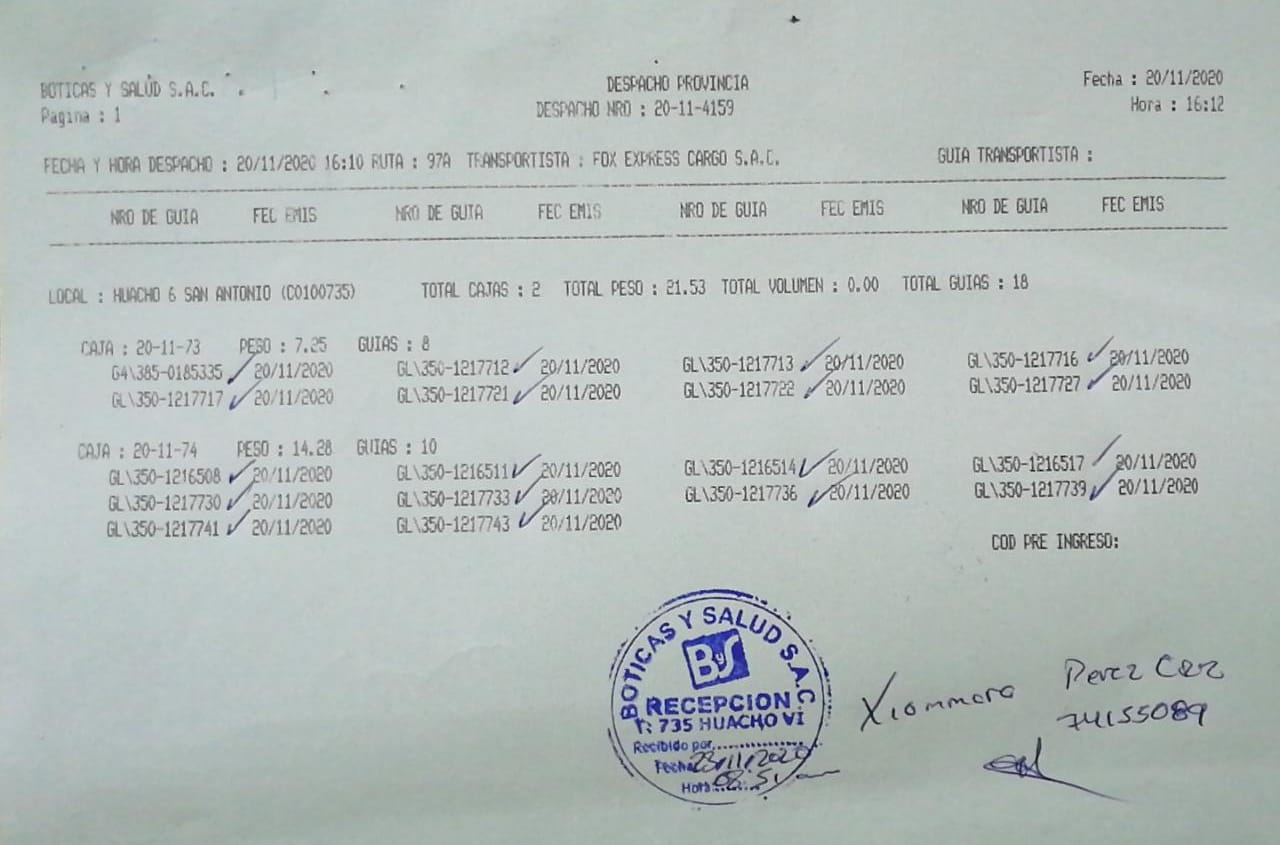 BOTICAS Y SALUD S.A.C. DESPACHO PROVINCIA Fecha : 20/11/2020
Pagina : 1 DESPACHO NRO : 20-11-4159 Hora : 16:12
FECHA Y HORA DESPACHO : 20/11/2020 16:10 RUTA : 97A TRANSPORTISTA : FOX EXPRESS CARGO S.A.C. GUIA TRANSPORTISTA :
NRO DE GUIA FEC EMIS NRO DE GUIA FEC EMIS NRO DE GUIA FEC EMIS NRO DE GUIA FEC EMIS
LOCAL : HUACHO 6 SAN ANTONIO (C0100735) TOTAL CAJAS : 2 TOTAL PESO : 21.53 TOTAL VOLUMEN : 0.00 TOTAL GUIAS : 18
CAJA : 20-11-73 PESO : 7.25 GUIAS : 8
G4\385-0185335 20/11/2020 GL\350-1217712 20/11/2020 GL\350-1217713 20/11/2020 GL\350-1217716 20/11/2020
GL\350-1217717 20/11/2020 GL\350-1217721 20/11/2020 GL\350-1217722 20/11/2020 GL\350-1217727 20/11/2020
CAJA : 20-11-74 PESO : 14.28 GUIAS : 10
GL\350-1216508 20/11/2020 GL\350-1216511 20/11/2020 GL\350-1216514 20/11/2020 GL\350-1216517 20/11/2020
GL\350-1217730 20/11/2020 GL\350-1217733 20/11/2020 GL\350-1217736 20/11/2020 GL\350-1217739 20/11/2020
GL\350-1217741 20/11/2020 GL\350-1217743 20/11/2020
COD PRE INGRESO:
BOTICAS Y SALUD S.A.C
ByS
RECEPCION
T: 735 HUACHO VI
Recibido por
Fecha 23/11/2020
Hora 08:51 am
Xiommara Perez
74155089